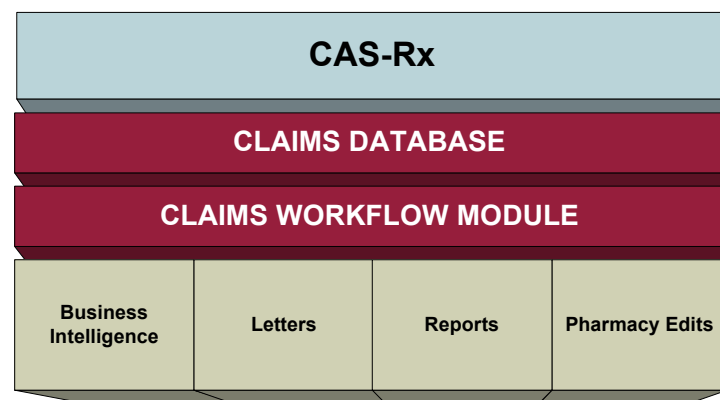 CAS-Rx
CLAIMS DATABASE
CLAIMS WORKFLOW MODULE
Business
Intelligence
Letters
Reports
Pharmacy Edits